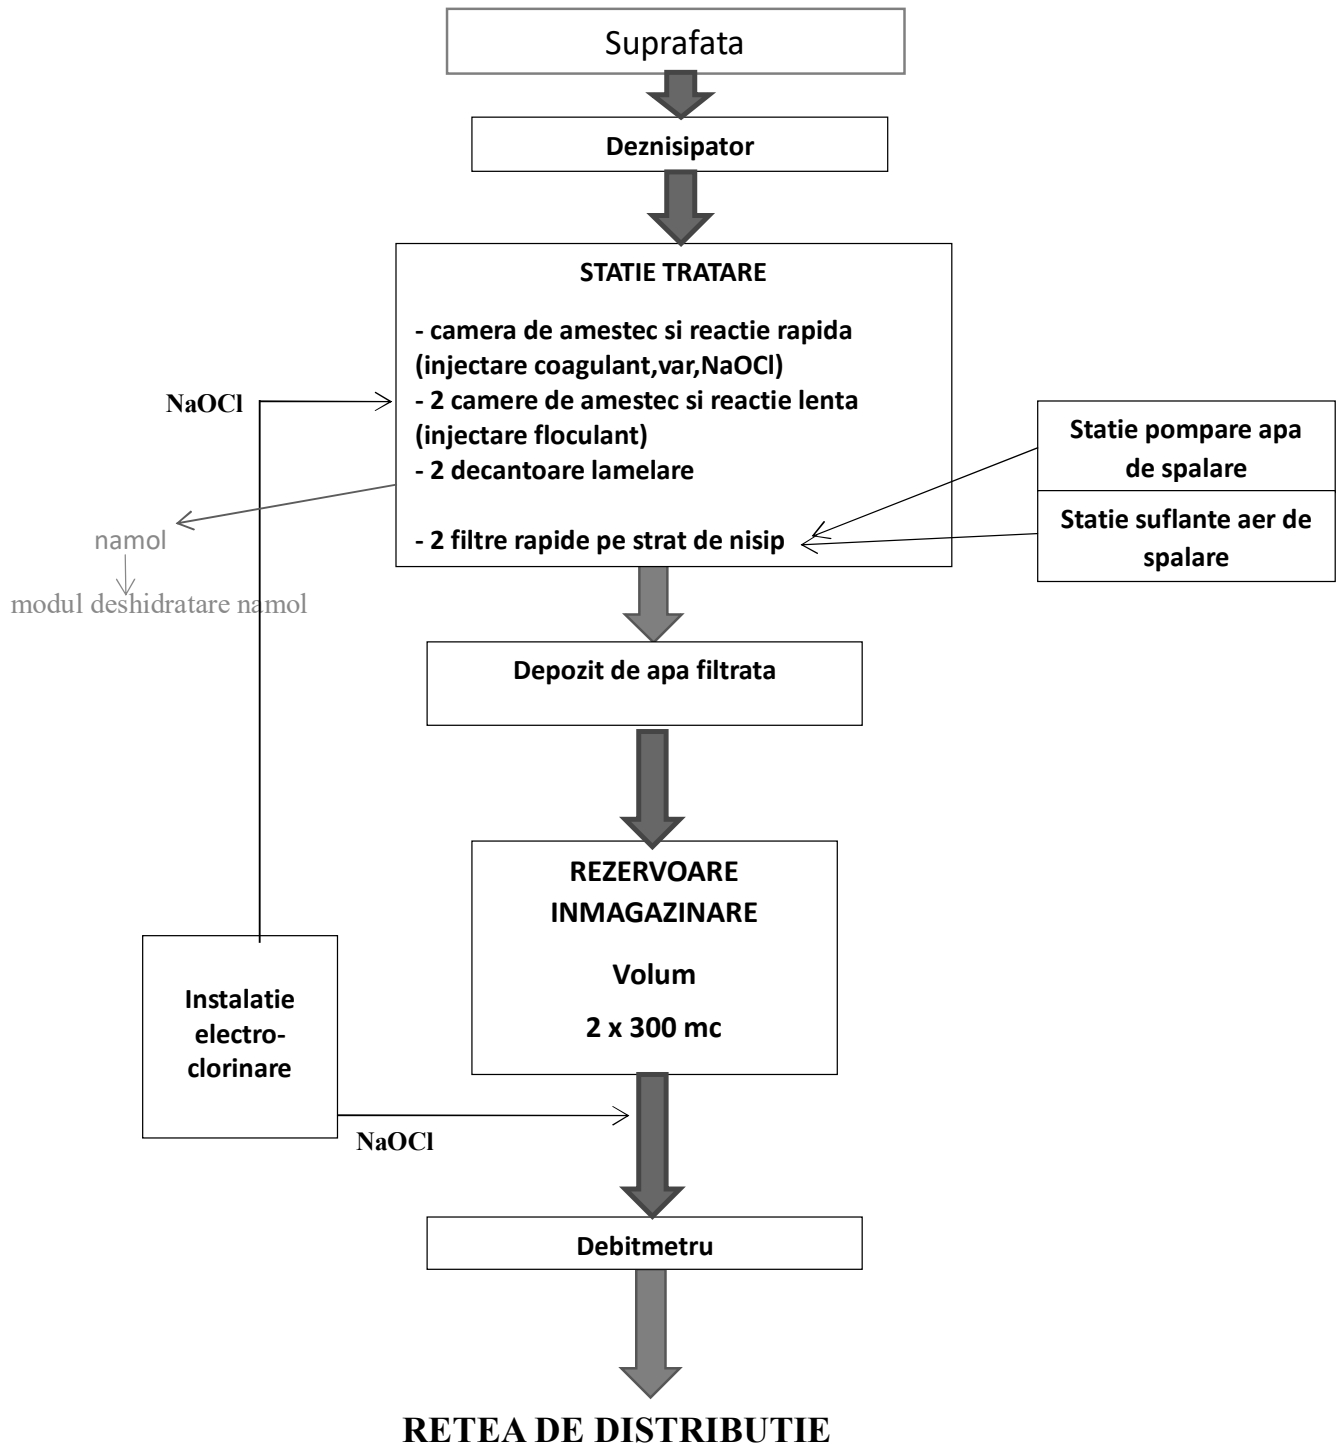 Suprafata
Deznisipator
STATIE TRATARE
- camera de amestec si reactie rapida
(injectare coagulant,var,NaOCl)
- 2 camere de amestec si reactie lenta
(injectare floculant)
- 2 decantoare lamelare
- 2 filtre rapide pe strat de nisip
NaOCl
Statie pompare apa
de spalare
Statie suflante aer de
spalare
namol
modul deshidratare namol
Depozit de apa filtrata
REZERVOARE
INMAGAZINARE
Volum
2 x 300 mc
Instalatie
electro-
clorinare
NaOCl
Debitmetru
RETEA DE DISTRIBUTIE